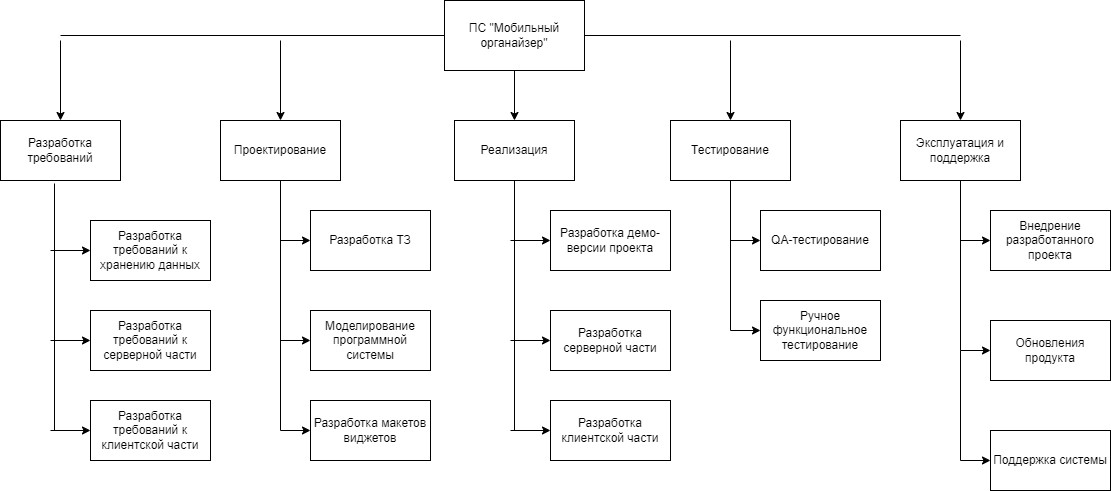 ПС "Мобильный
органайзер"
Разработка
требований
Проектирование
Реализация
Тестирование
Эксплуатация и
поддержка
Разработка
требований к
хранению данных
Разработка
требований к
серверной части
Разработка
требований к
клиентской части
Разработка ТЗ
Моделирование
программной
системы
Разработка макетов
виджетов
Разработка демо-
версии проекта
Разработка
серверной части
Разработка
клиентской части
QA-тестирование
Ручное
функциональное
тестирование
Внедрение
разработанного
проекта
Обновления
продукта
Поддержка системы